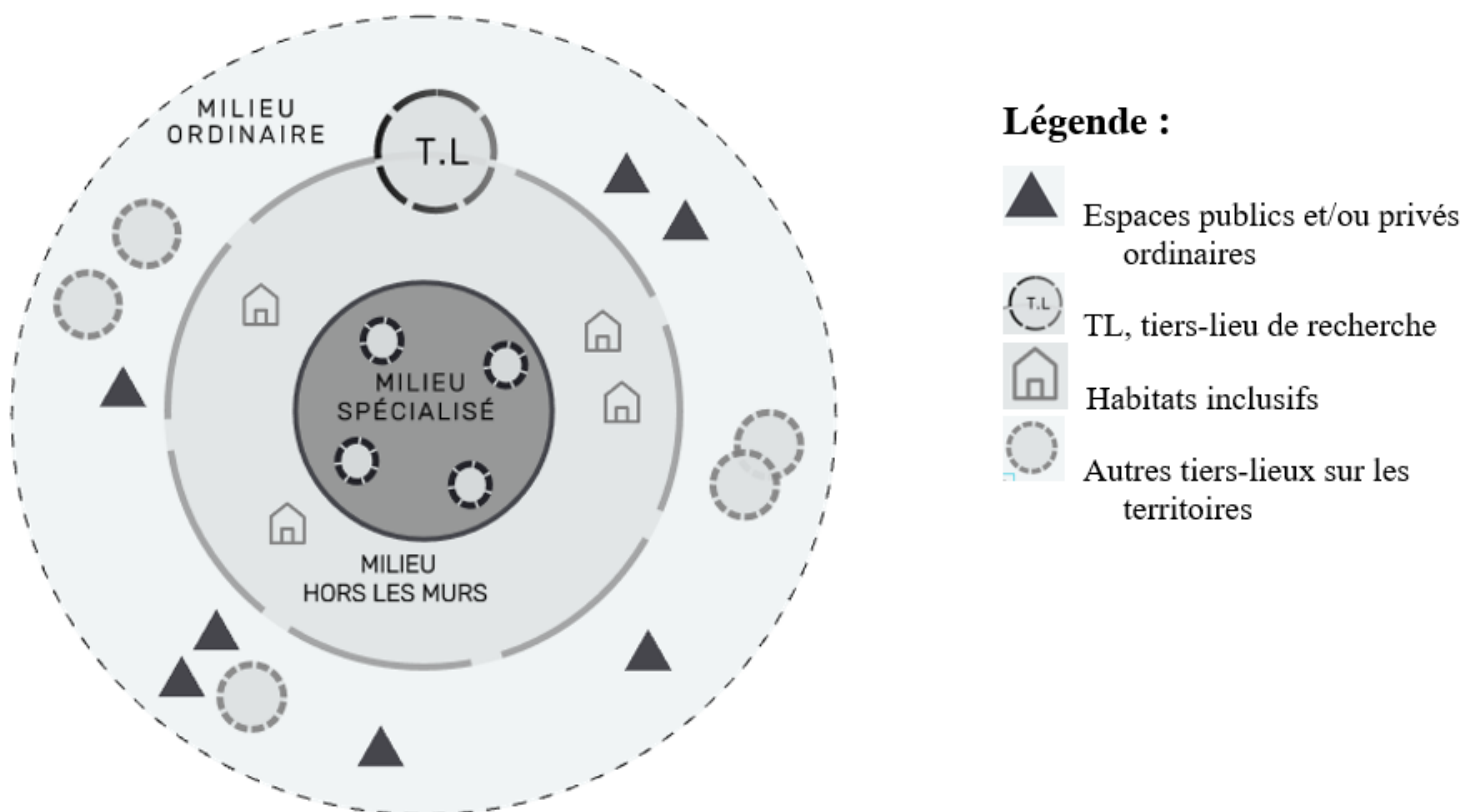 MILIEU
ORDINAIRE
T.L
MILIEU
SPÉCIALISÉ
MILIEU
HORS LES MURS
Légende :
Espaces publics et/ou privés
ordinaires
T.L
TL, tiers-lieu de recherche
Habitats inclusifs
Autres tiers-lieux sur les
territoires